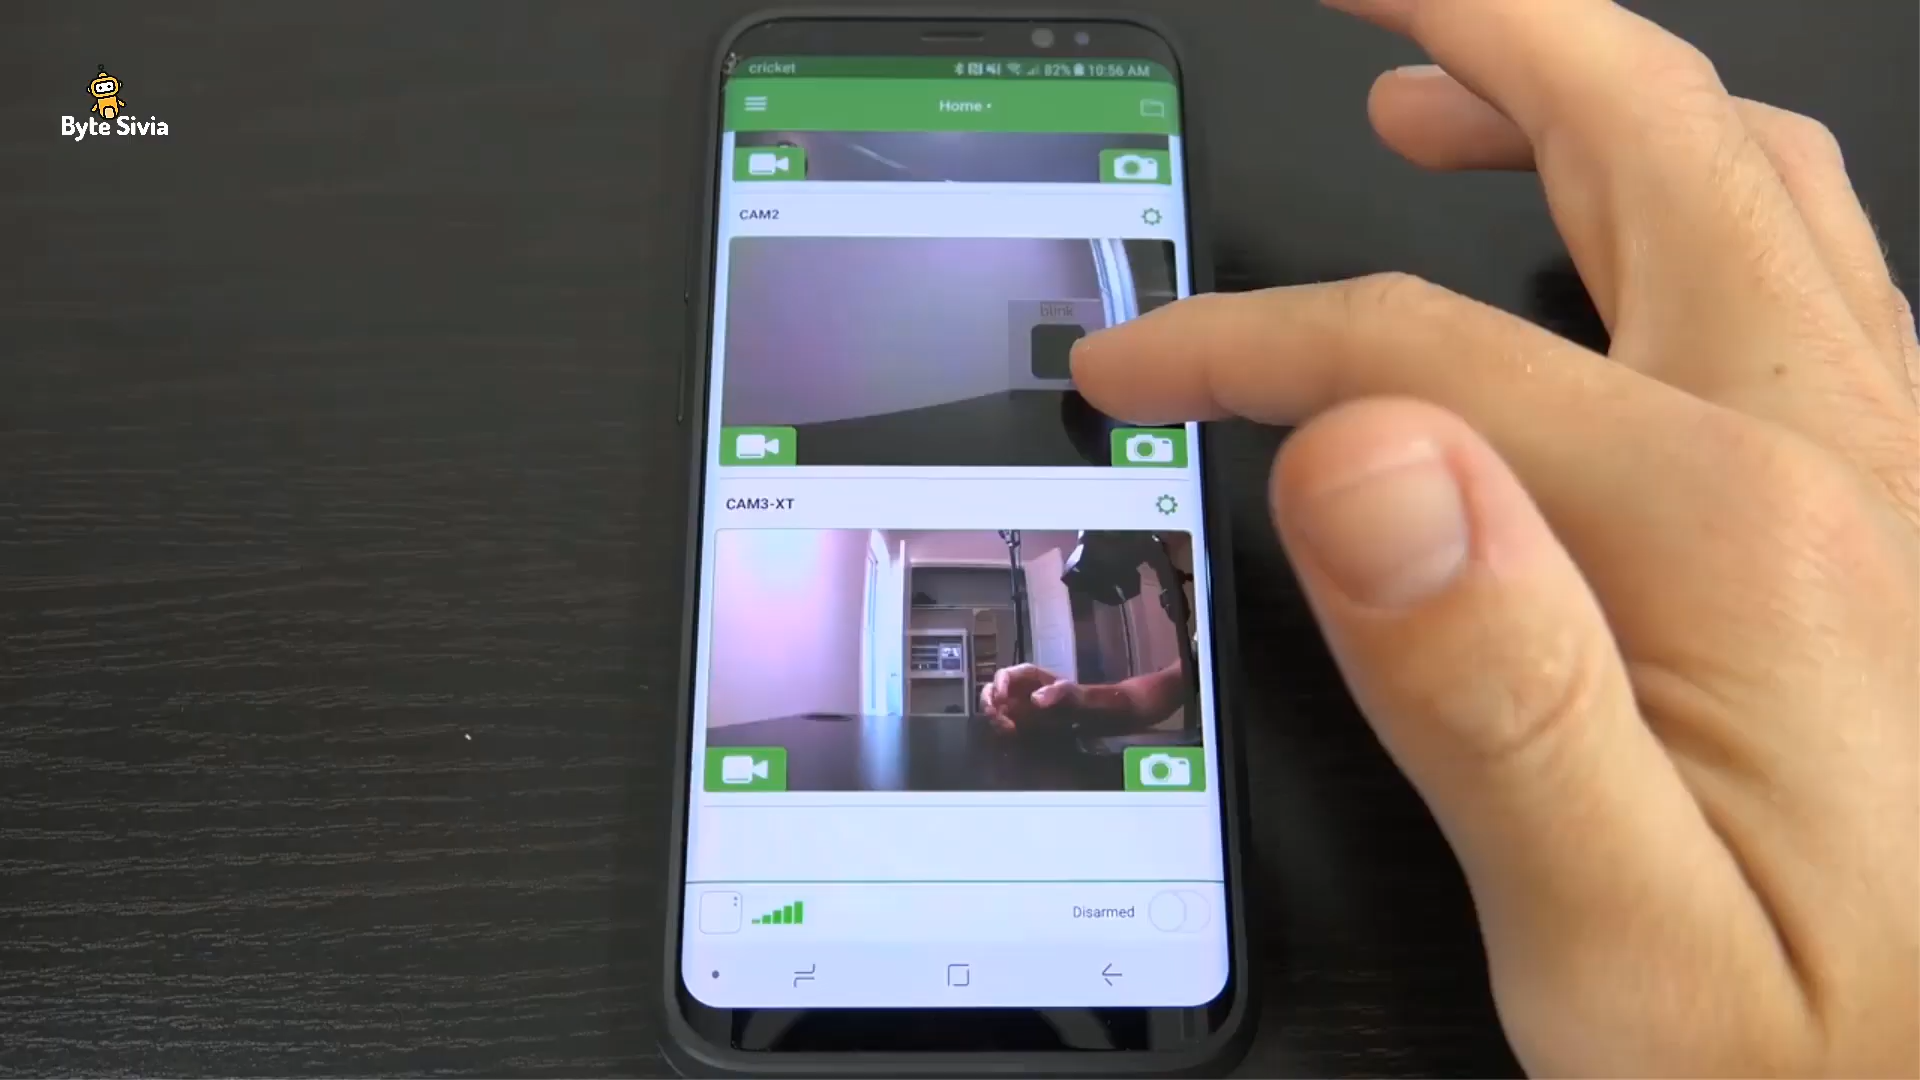 Byte Sivia
cricket
82% 10:56 AM
Home
CAM2
blink
CAM3-XT
Disarmed